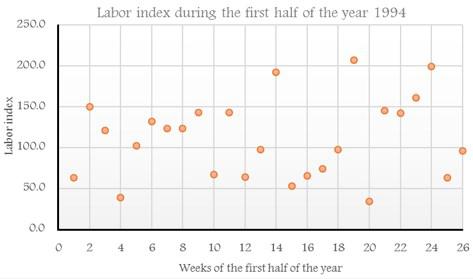 Labor index during the first half of the year 1994
250.0
200.0
150.0
100.0
50.0
0.0
Labor index
0 2 4 6 8 10 12 14 16 18 20 22 24 26
Weeks of the first half of the year